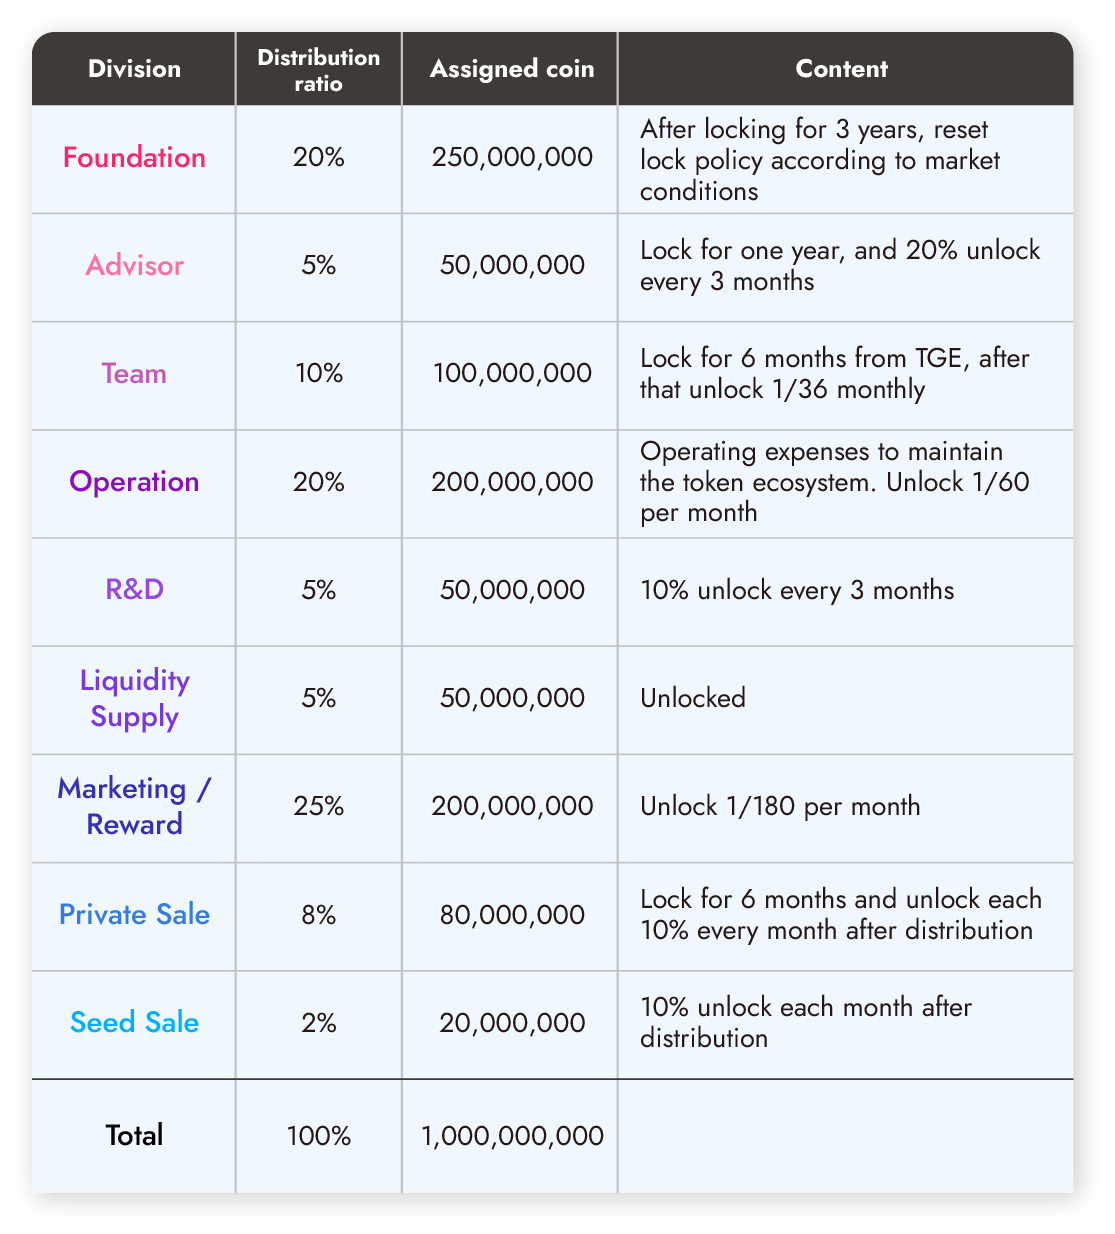 Division
Distribution
ratio
Assigned coin
Content
Foundation
20%
250,000,000
After locking for 3 years, reset
lock policy according to market
conditions
Advisor
5%
50,000,000
Lock for one year, and 20% unlock
every 3 months
Team
10%
100,000,000
Lock for 6 months from TGE, after
that unlock 1/36 monthly
Operation
20%
200,000,000
Operating expenses to maintain
the token ecosystem. Unlock 1/60
per month
R&D
5%
50,000,000
10% unlock every 3 months
Liquidity
Supply
5%
50,000,000
Unlocked
Marketing /
Reward
25%
200,000,000
Unlock 1/180 per month
Private Sale
8%
80,000,000
Lock for 6 months and unlock each
10% every month after distribution
Seed Sale
2%
20,000,000
10% unlock each month after
distribution
Total
100%
1,000,000,000